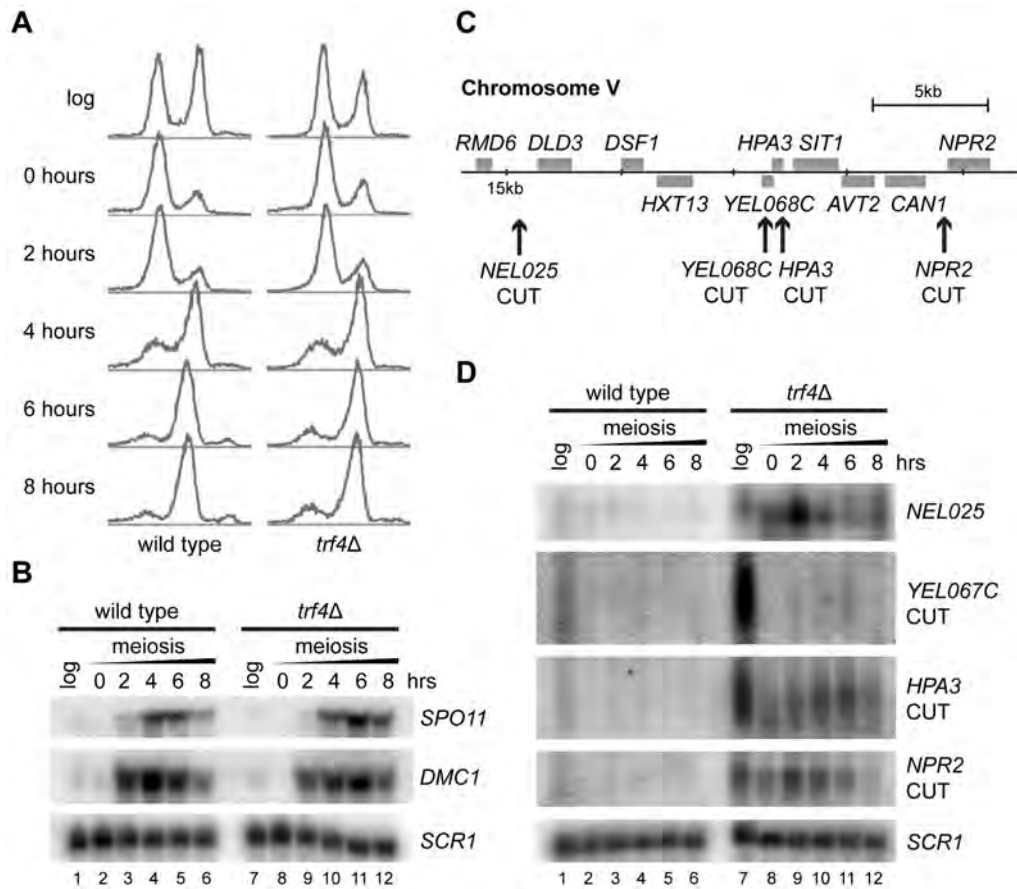 A
log
0 hours
2 hours
4 hours
6 hours
8 hours
wild type trf4Δ
B
wild type trf4Δ
meiosis meiosis
log 0 2 4 6 8 log 0 2 4 6 8 hrs
SPO11
DMC1
SCR1
1 2 3 4 5 6 7 8 9 10 11 12
C
Chromosome V
5kb
RMD6 DLD3 DSF1 HPA3 SIT1 NPR2
15kb
HXT13 YEL068C AVT2 CAN1
NEL025
CUT
YEL068C HPA3
CUT CUT
NPR2
CUT
D
wild type trf4Δ
meiosis meiosis
log 0 2 4 6 8 log 0 2 4 6 8 hrs
NEL025
YEL067C
CUT
HPA3
CUT
NPR2
CUT
SCR1
1 2 3 4 5 6 7 8 9 10 11 12